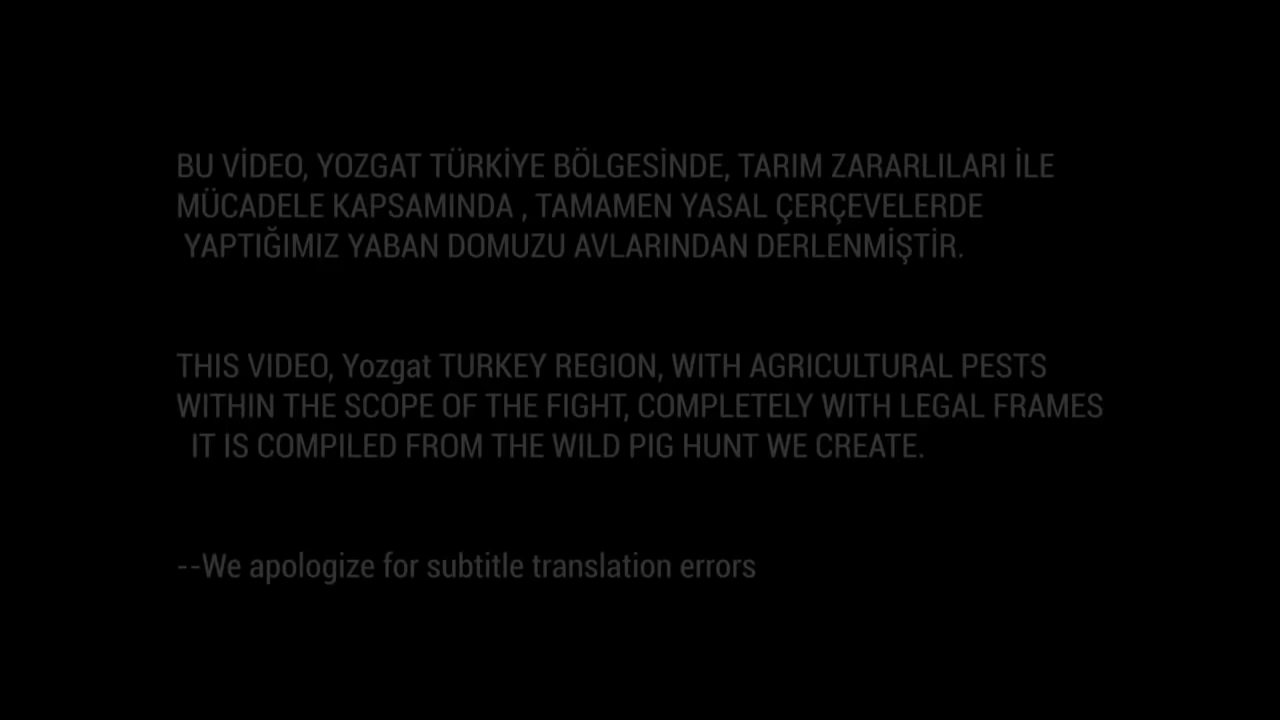 BU VİDEO, YOZGAT TÜRKİYE BÖLGESİNDE, TARIM ZARARLILARI İLE
MÜCADELE KAPSAMINDA , TAMAMEN YASAL ÇERÇEVELERDE
YAPTIĞIMIZ YABAN DOMUZU AVLARINDAN DERLENMİŞTİR.
THIS VIDEO, Yozgat TURKEY REGION, WITH AGRICULTURAL PESTS
WITHIN THE SCOPE OF THE FIGHT, COMPLETELY WITH LEGAL FRAMES
IT İS COMPILED FROM THE WILD PIG HUNT WE CREATE.
--We apologize for subtitle translation errors